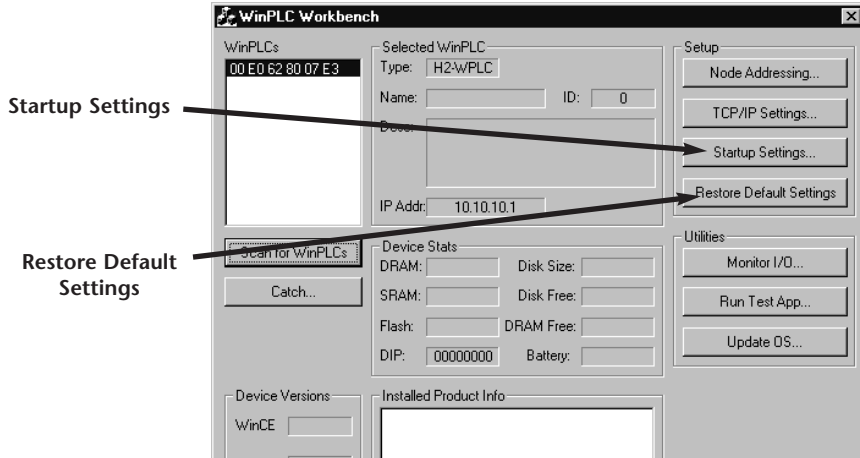 WinPLC Workbench
WinPLCs
00 E0 62 80 07 E3
Startup Settings
Restore Default
Settings
Scan for WinPLCs
Catch...
Selected WinPLC
Type: H2-WPLC
Name: ID: 0
Desc:
IP Addr: 10.10.10.1
Device Stats
DRAM: Disk Size:
SRAM: Disk Free:
Flash: DRAM Free:
DIP: 00000000 Battery:
Setup
Node Addressing...
TCP/IP Settings...
Startup Settings...
Restore Default Settings
Utilities
Monitor I/O...
Run Test App...
Update OS...
Device Versions
WinCE
Installed Product Info